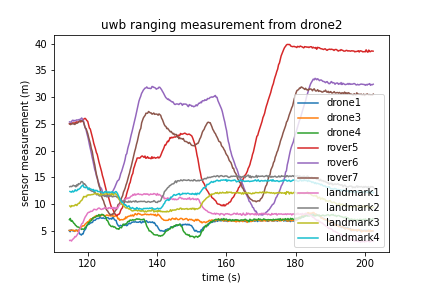 uwb ranging measurement from drone2
sensor measurement (m)
40
35
30
25
20
15
10
5
120
140
160
180
200
time (s)
drone1
drone3
drone4
rover5
rover6
rover7
landmark1
landmark2
landmark3
landmark4